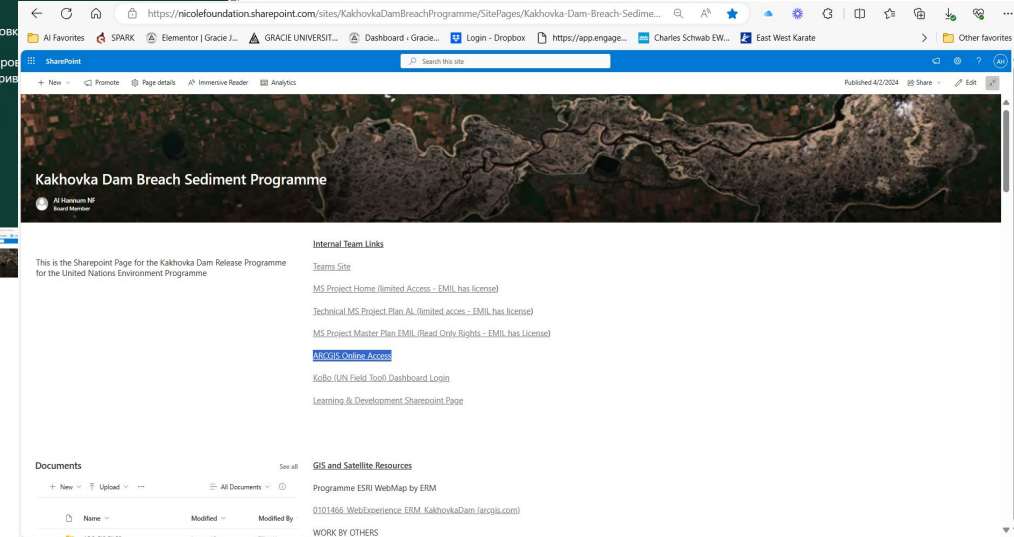 https://nicolefoundation.sharepoint.com/sites/KakhovkaDamBreachProgramme/SitePages/Kakhovka-Dam-Breach-Sedime...
AI Favorites SPARK Elementor | Gracie J... GRACIE UNIVERSIT... Dashboard ‹ Gracie... Login - Dropbox https://app.engage... Charles Schwab EW... East West Karate Other favorites
SharePoint Search this site AH
+ New Promote Page details Immersive Reader Analytics Published 4/2/2024 Share Edit
Kakhovka Dam Breach Sediment Programme
Al Hannum NF
Board Member
This is the Sharepoint Page for the Kakhovka Dam Release Programme
for the United Nations Environment Programme
Internal Team Links
Teams Site
MS Project Home (limited Access - EMIL has license)
Technical MS Project Plan AL (limited acces - EMIL has license)
MS Project Master Plan EMIL (Read Only Rights - EMIL has License)
ARCGIS Online Access
KoBo (UN Field Tool) Dashboard Login
Learning & Development Sharepoint Page
Documents See all
+ New Upload ... All Documents
Name Modified Modified By
GIS and Satellite Resources
Programme ESRI WebMap by ERM
0101466_WebExperience_ERM_KakhovkaDam (arcgis.com)
WORK BY OTHERS